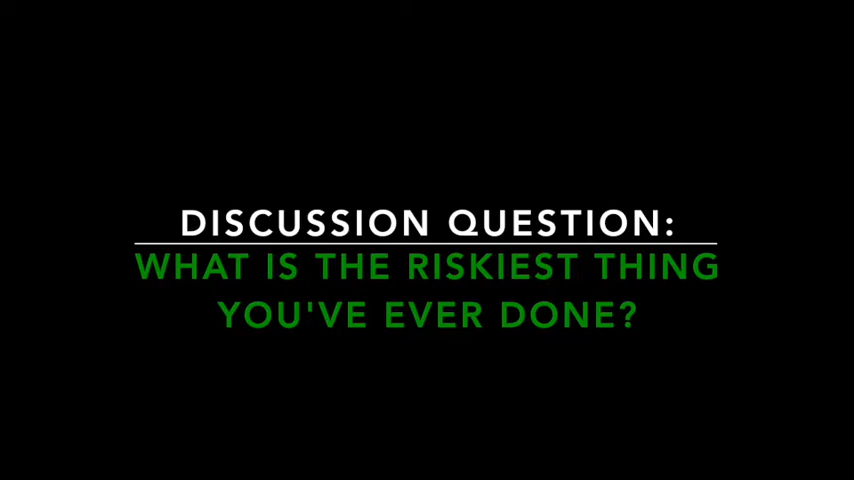 DISCUSSION QUESTION:
WHAT IS THE RISKIEST THING
YOU'VE EVER DONE?